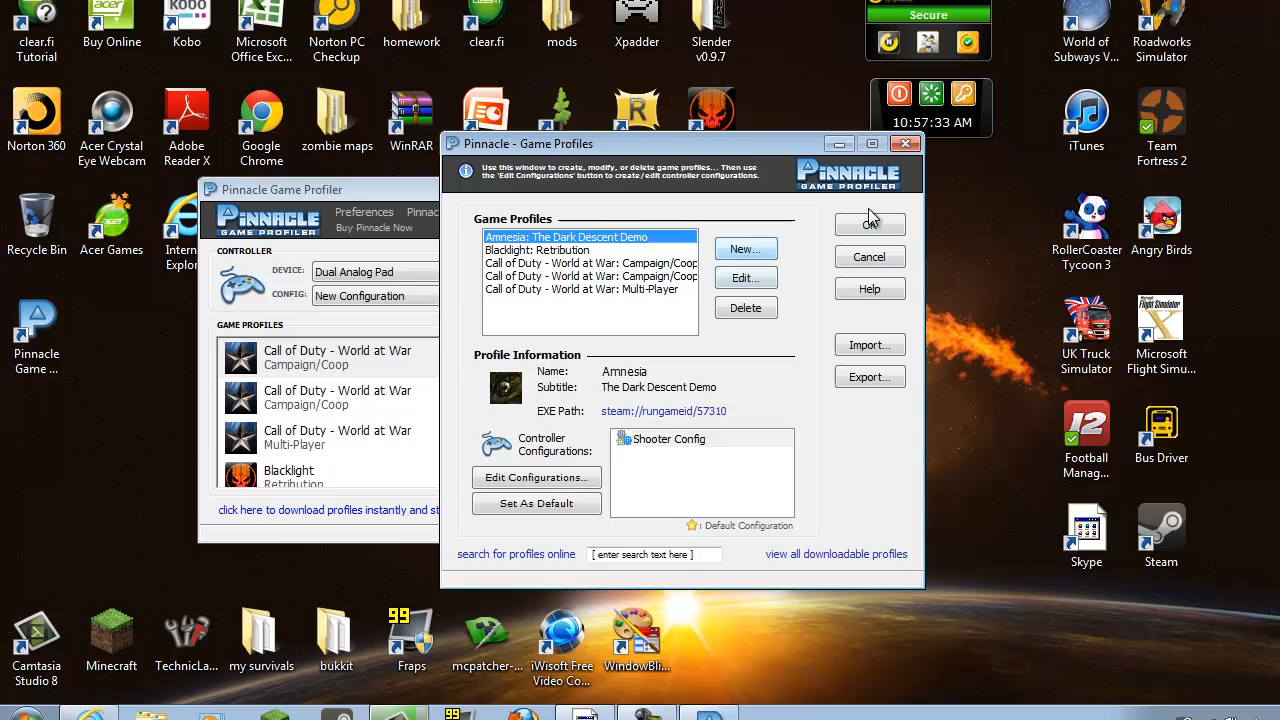 clear.fi
Tutorial
Buy Online
Kobo
Microsoft
Office Exc...
Norton PC
Checkup
homework
clear.fi
mods
Xpadder
Slender
v0.9.7
Secure
World of
Subways V...
Roadworks
Simulator
10:57:33 AM
Norton 360
Acer Crystal
Eye Webcam
Adobe
Reader X
Google
Chrome
zombie maps
WinRAR
iTunes
Team
Fortress 2
Recycle Bin
Acer Games
Intern
Explor
RollerCoaster
Tycoon 3
Angry Birds
Pinnacle
Game ...
UK Truck
Simulator
Microsoft
Flight Simu...
Football
Manag...
Bus Driver
Skype
Steam
Camtasia
Studio 8
Minecraft
TechnicLa...
my survivals
bukkit
Fraps
mcpatcher-...
iWisoft Free
Video Co...
WindowBli...
Pinnacle Game Profiler
PINNACLE
GAME PROFILER
Preferences
Pinnac
Buy Pinnacle Now
CONTROLLER
DEVICE:
Dual Analog Pad
CONFIG:
New Configuration
GAME PROFILES
Call of Duty - World at War
Campaign/Coop
Call of Duty - World at War
Campaign/Coop
Call of Duty - World at War
Multi-Player
Blacklight
Retribution
click here to download profiles instantly and st
Pinnacle - Game Profiles
Use this window to create, modify, or delete game profiles... Then use
the 'Edit Configurations' button to create / edit controller configurations.
PINNACLE
GAME PROFILER
Game Profiles
Amnesia: The Dark Descent Demo
Blacklight: Retribution
Call of Duty - World at War: Campaign/Coop
Call of Duty - World at War: Campaign/Coop
Call of Duty - World at War: Multi-Player
New...
Edit...
Delete
OK
Cancel
Help
Import...
Export...
Profile Information
Name:
Amnesia
Subtitle:
The Dark Descent Demo
EXE Path:
steam://rungameid/57310
Controller
Configurations:
Shooter Config
Edit Configurations...
Set As Default
: Default Configuration
search for profiles online
[ enter search text here ]
view all downloadable profiles